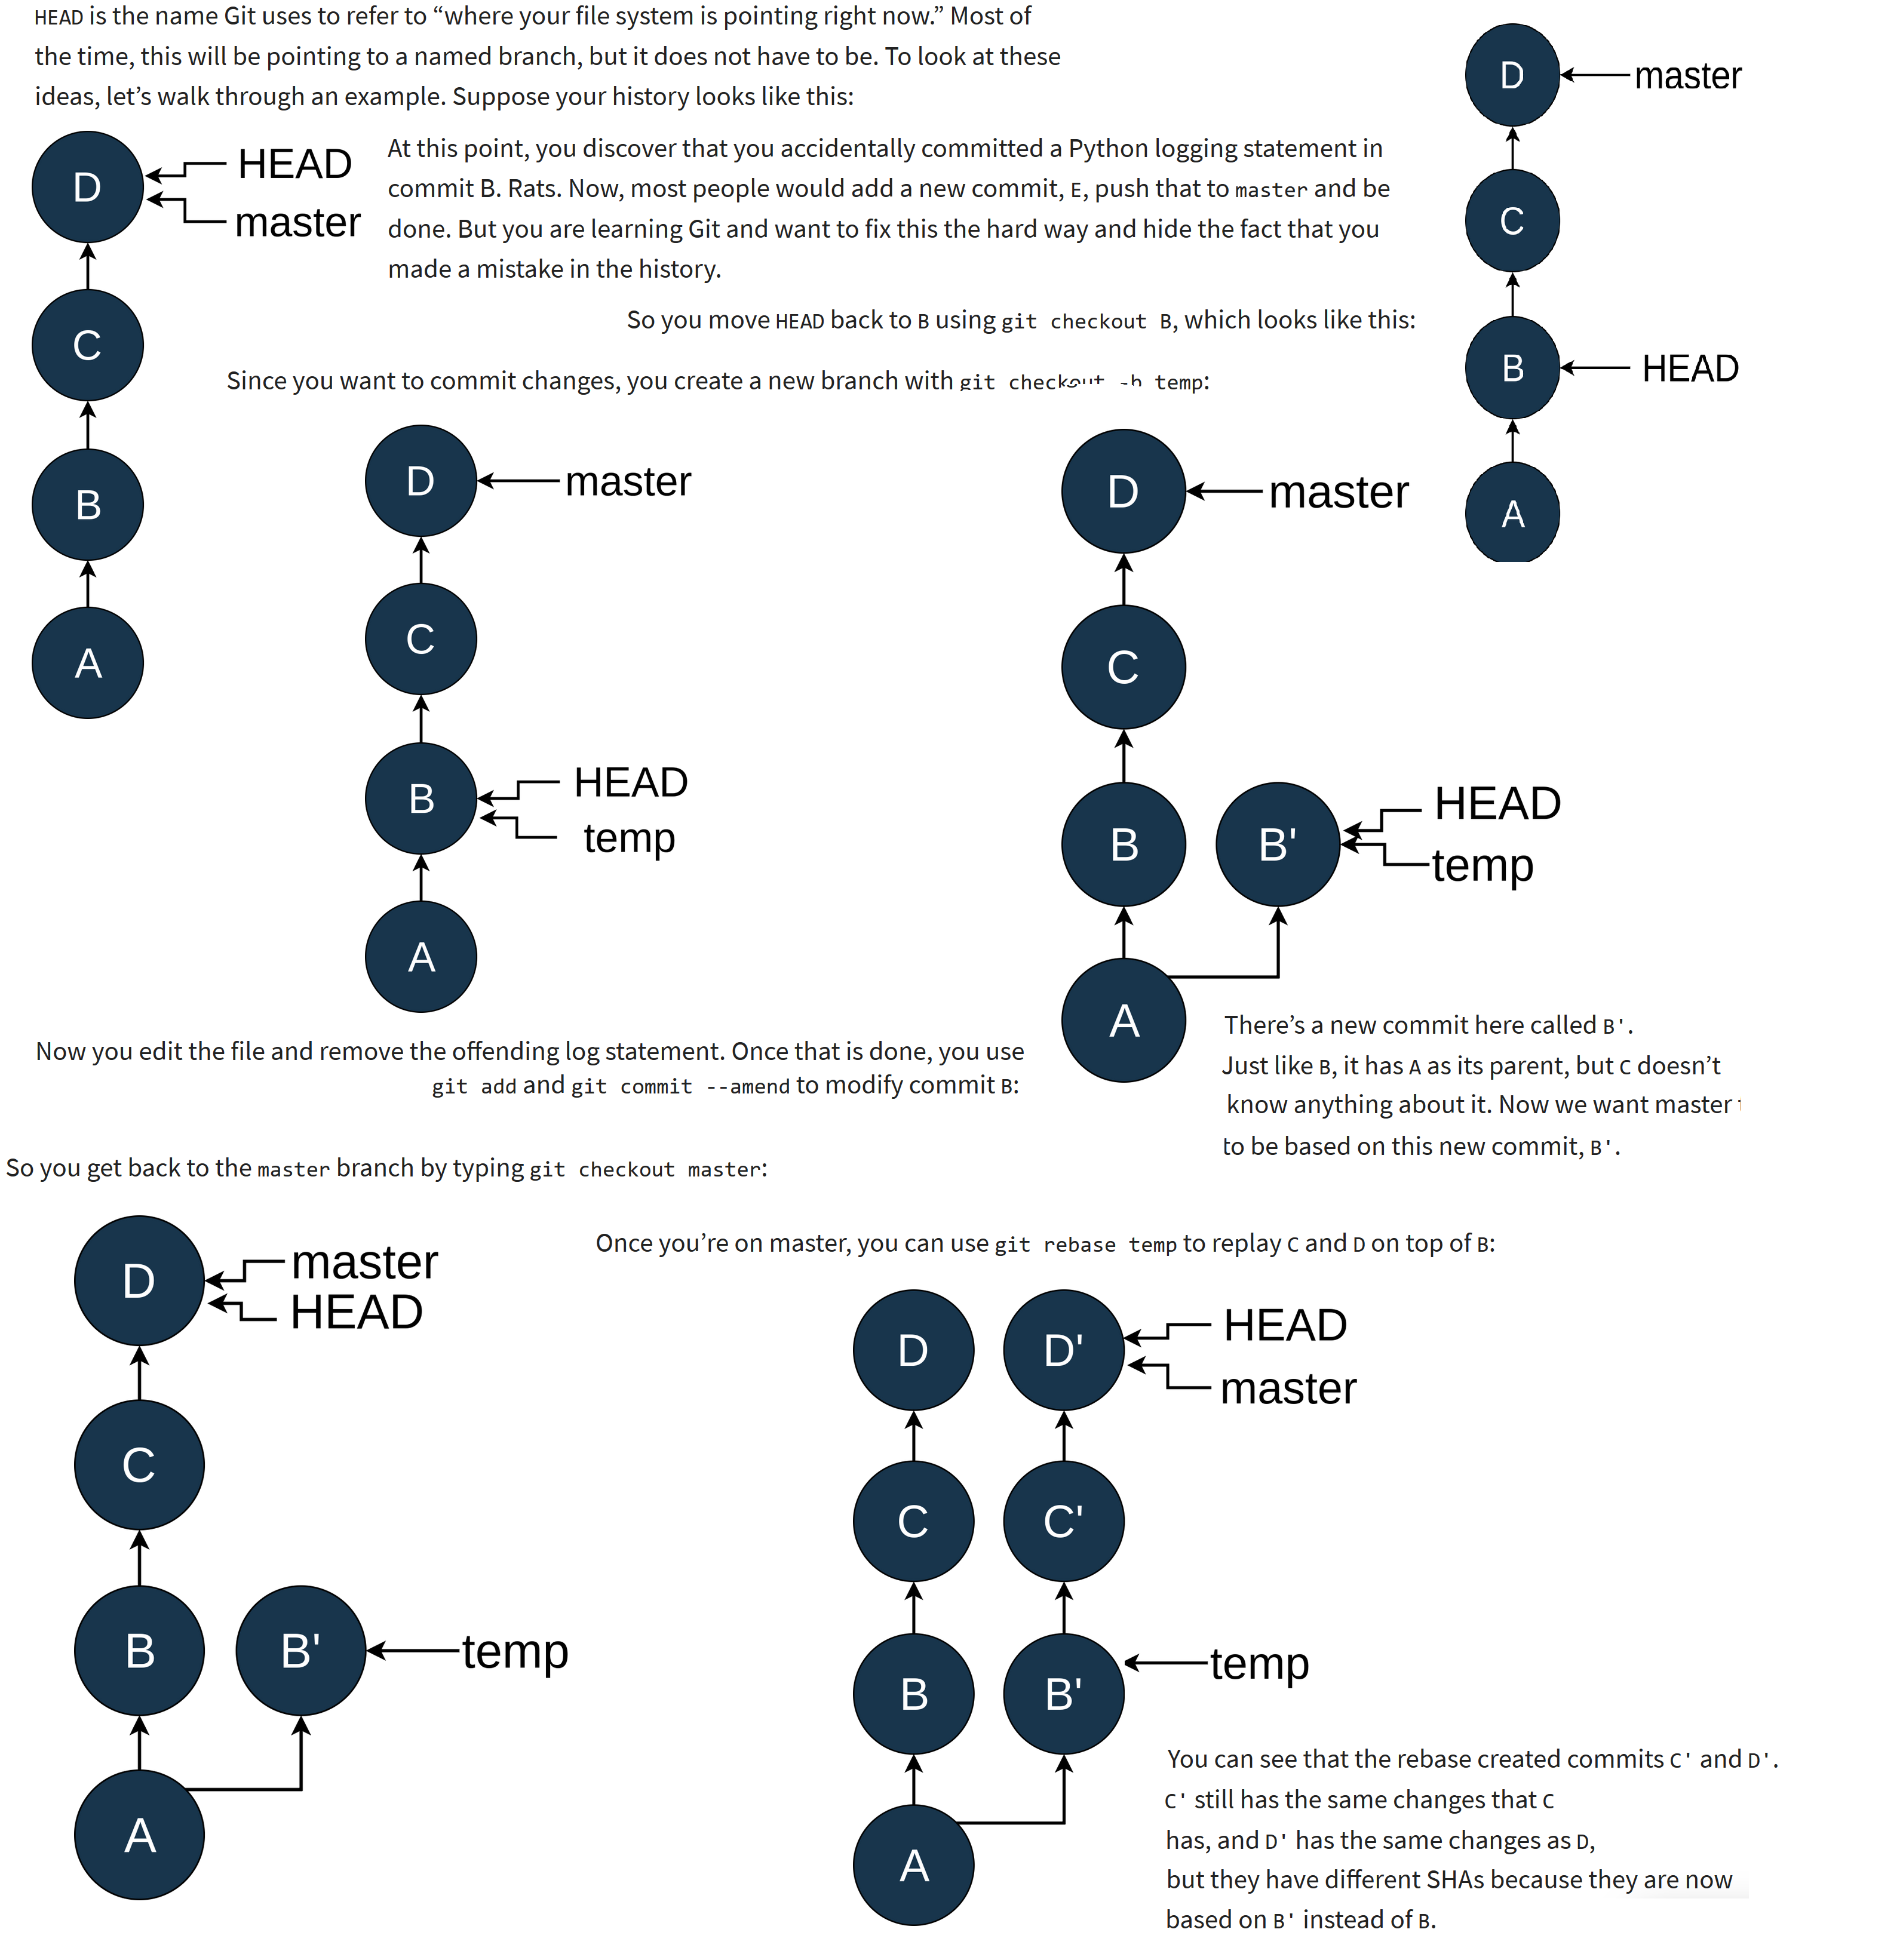 HEAD is the name Git uses to refer to “where your file system is pointing right now.” Most of
the time, this will be pointing to a named branch, but it does not have to be. To look at these
ideas, let’s walk through an example. Suppose your history looks like this:
D
HEAD
master
C
B
A
At this point, you discover that you accidentally committed a Python logging statement in
commit B. Rats. Now, most people would add a new commit, E, push that to master and be
done. But you are learning Git and want to fix this the hard way and hide the fact that you
made a mistake in the history.
So you move HEAD back to B using git checkout B, which looks like this:
D
master
C
B
HEAD
A
Since you want to commit changes, you create a new branch with git checkout -b temp:
D
master
C
B
HEAD
temp
A
Now you edit the file and remove the offending log statement. Once that is done, you use
git add and git commit --amend to modify commit B:
D
master
C
B
B'
HEAD
temp
A
There’s a new commit here called B'.
Just like B, it has A as its parent, but C doesn’t
know anything about it. Now we want master
to be based on this new commit, B'.
So you get back to the master branch by typing git checkout master:
D
master
HEAD
C
B
B'
temp
A
Once you’re on master, you can use git rebase temp to replay C and D on top of B:
D
D'
HEAD
master
C
C'
B
B'
temp
A
You can see that the rebase created commits C' and D'.
C' still has the same changes that C
has, and D' has the same changes as D,
but they have different SHAs because they are now
based on B' instead of B.